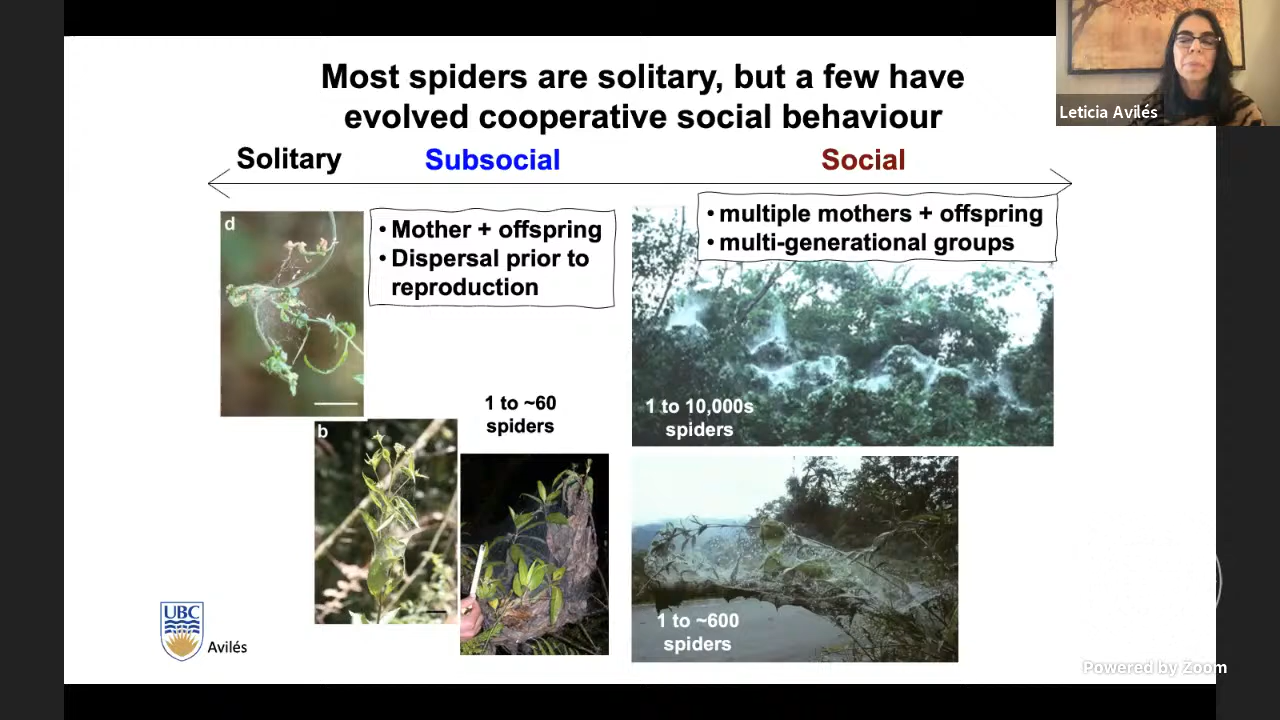 Most spiders are solitary, but a few have
evolved cooperative social behaviour
Leticia Avilés
Solitary
Subsocial
Social
d
• Mother + offspring
• Dispersal prior to
reproduction
• multiple mothers + offspring
• multi-generational groups
1 to ~60
spiders
1 to 10,000s
spiders
b
1 to ~600
spiders
UBC
Avilés
Powered by Zoom